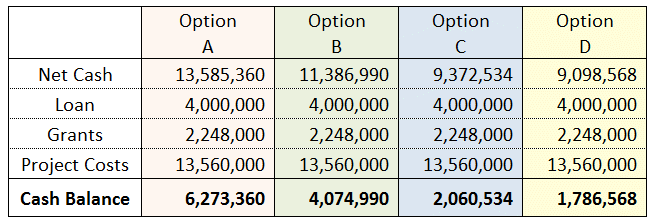 Option Option Option Option
A B C D
Net Cash 13,585,360 11,386,990 9,372,534 9,098,568
Loan 4,000,000 4,000,000 4,000,000 4,000,000
Grants 2,248,000 2,248,000 2,248,000 2,248,000
Project Costs 13,560,000 13,560,000 13,560,000 13,560,000
Cash Balance 6,273,360 4,074,990 2,060,534 1,786,568